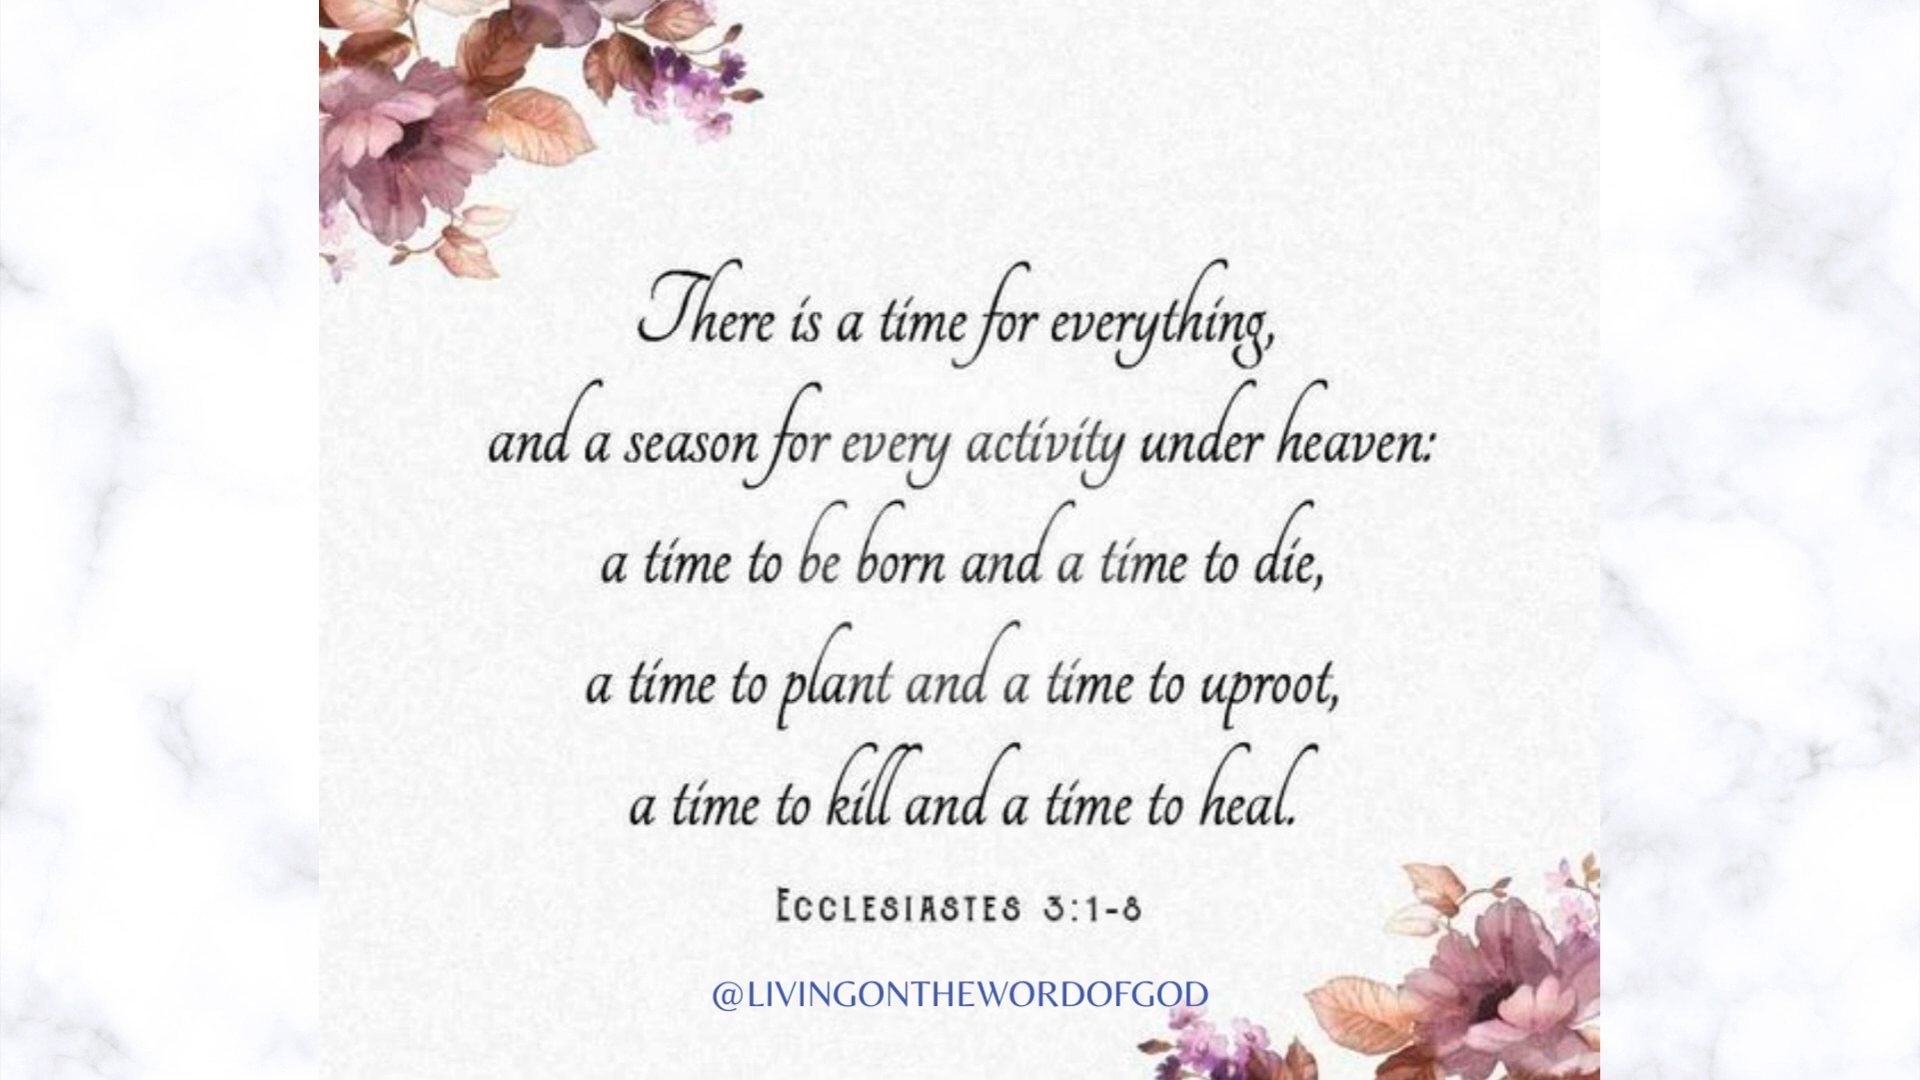 There is a time for everything,
and a season for every activity under heaven:
a time to be born and a time to die,
a time to plant and a time to uproot,
a time to kill and a time to heal.
Ecclesiastes 3:1-8
@LIVINGONTHEWORDOFGOD